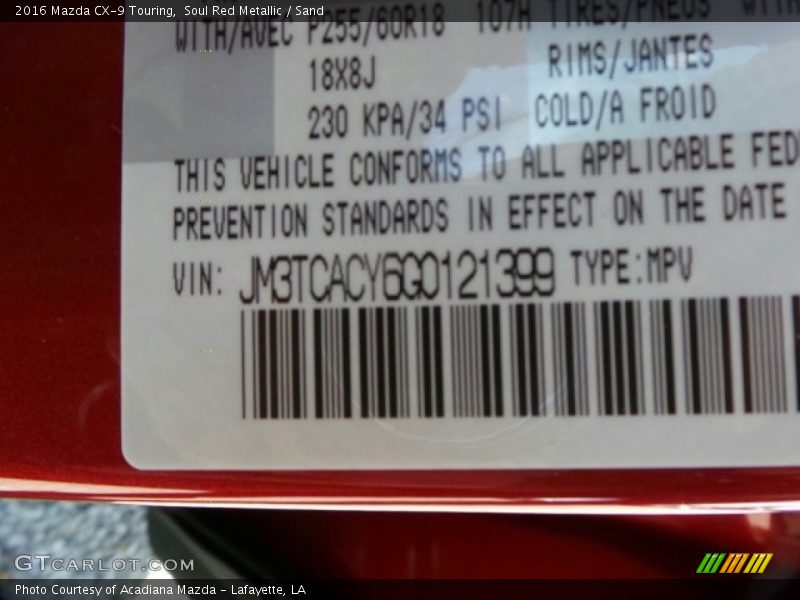 2016 Mazda CX-9 Touring, Soul Red Metallic / Sand
WITH/AVEC P255/60R18 107H TIRES/PNEUS WITH
18X8J RIMS/JANTES
230 KPA/34 PSI COLD/A FROID
THIS VEHICLE CONFORMS TO ALL APPLICABLE FED
PREVENTION STANDARDS IN EFFECT ON THE DATE
VIN: JM3TCACY6G0121399 TYPE:MPV
GTCARLOT.COM
Photo Courtesy of Acadiana Mazda - Lafayette, LA